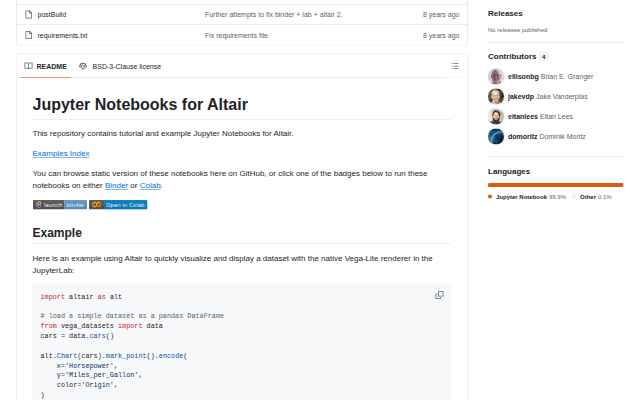 postBuild Further attempts to fix binder + lab + altair 2. 8 years ago
requirements.txt Fix requirements file 8 years ago
README BSD-3-Clause license
Jupyter Notebooks for Altair
This repository contains tutorial and example Jupyter Notebooks for Altair.
Examples Index
You can browse static version of these notebooks here on GitHub, or click one of the badges below to run these
notebooks on either Binder or Colab.
launch binder Open in Colab
Example
Here is an example using Altair to quickly visualize and display a dataset with the native Vega-Lite renderer in the
JupyterLab:
import altair as alt
# load a simple dataset as a pandas DataFrame
from vega_datasets import data
cars = data.cars()
alt.Chart(cars).mark_point().encode(
x='Horsepower',
y='Miles_per_Gallon',
color='Origin',
)
Releases
No releases published
Contributors 4
ellisonbg Brian E. Granger
jakevdp Jake Vanderplas
eitanlees Eitan Lees
domoritz Dominik Moritz
Languages
Jupyter Notebook 99.9% Other 0.1%